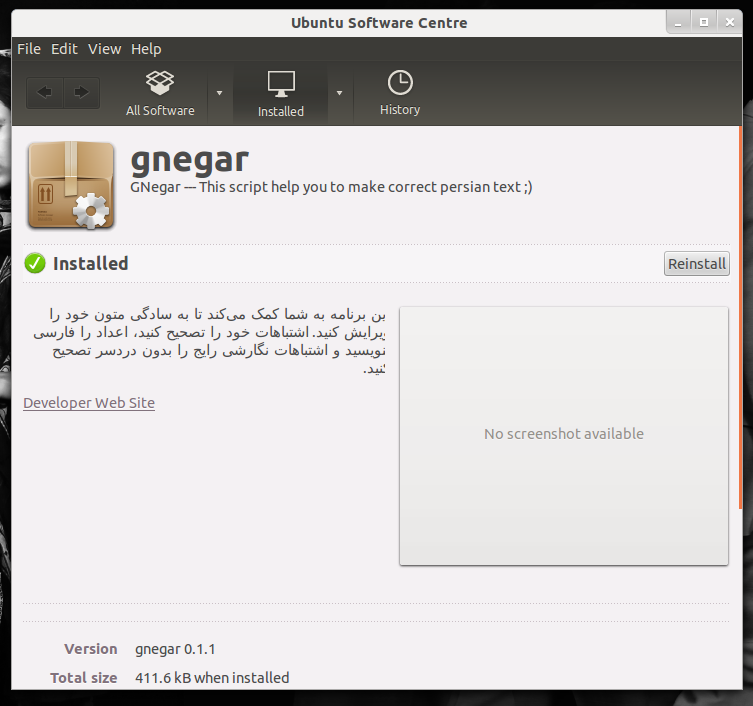 Ubuntu Software Centre
File Edit View Help
All Software
Installed
History
gnegar
GNegar --- This script help you to make correct persian text ;)
Installed
Reinstall
ین برنامه به شما کمک می‌کند تا به سادگی متون خود را
ویرایش کنید. اشتباهات خود را تصحیح کنید، اعداد را فارسی
نویسید و اشتباهات نگارشی رایج را بدون دردسر تصحیح
کنید.
Developer Web Site
No screenshot available
Version gnegar 0.1.1
Total size 411.6 kB when installed